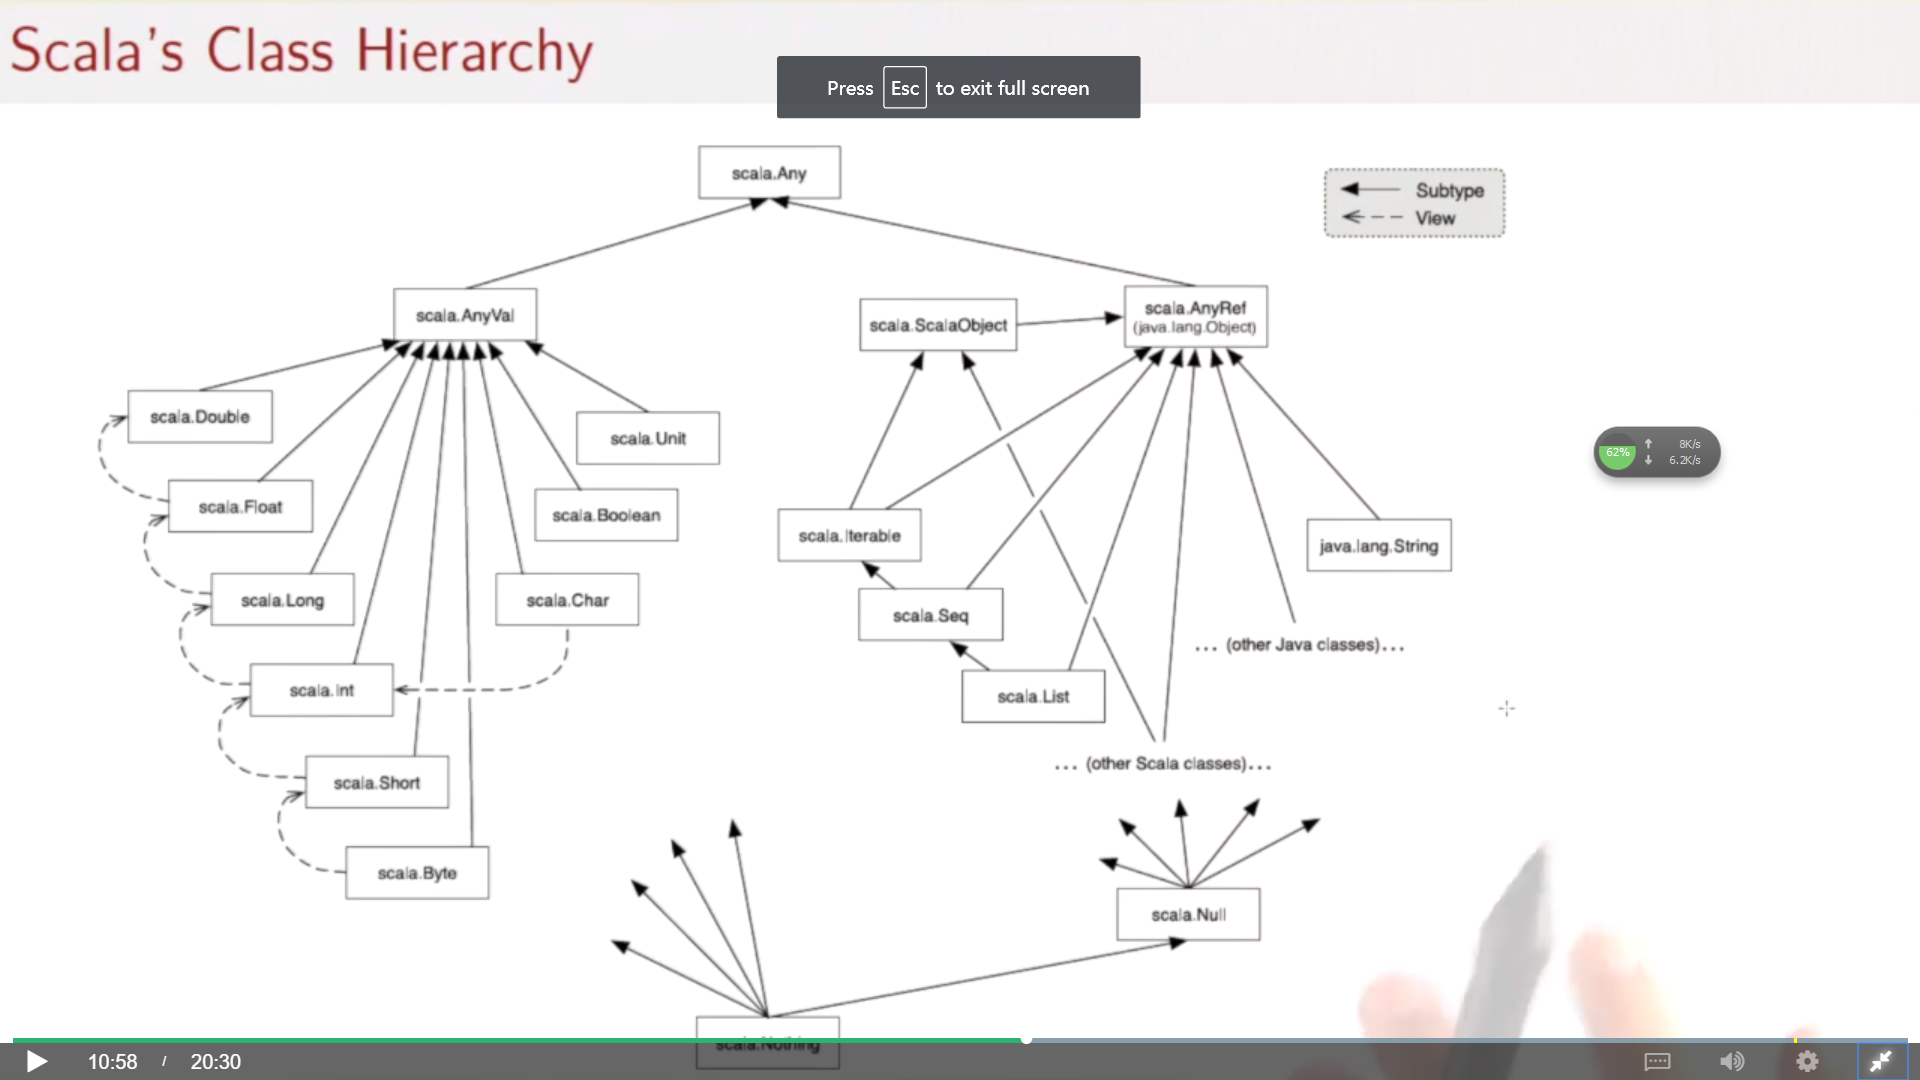 Scala's Class Hierarchy
Press Esc to exit full screen
scala.Any
Subtype
View
scala.AnyVal
scala.ScalaObject
scala.AnyRef
(java.lang.Object)
scala.Double
scala.Unit
62%
8K/s
6.2K/s
scala.Float
scala.Boolean
scala.Iterable
java.lang.String
scala.Long
scala.Char
scala.Seq
... (other Java classes)...
scala.Int
scala.List
... (other Scala classes)...
scala.Short
scala.Byte
scala.Null
scala.Nothing
10:58 / 20:30